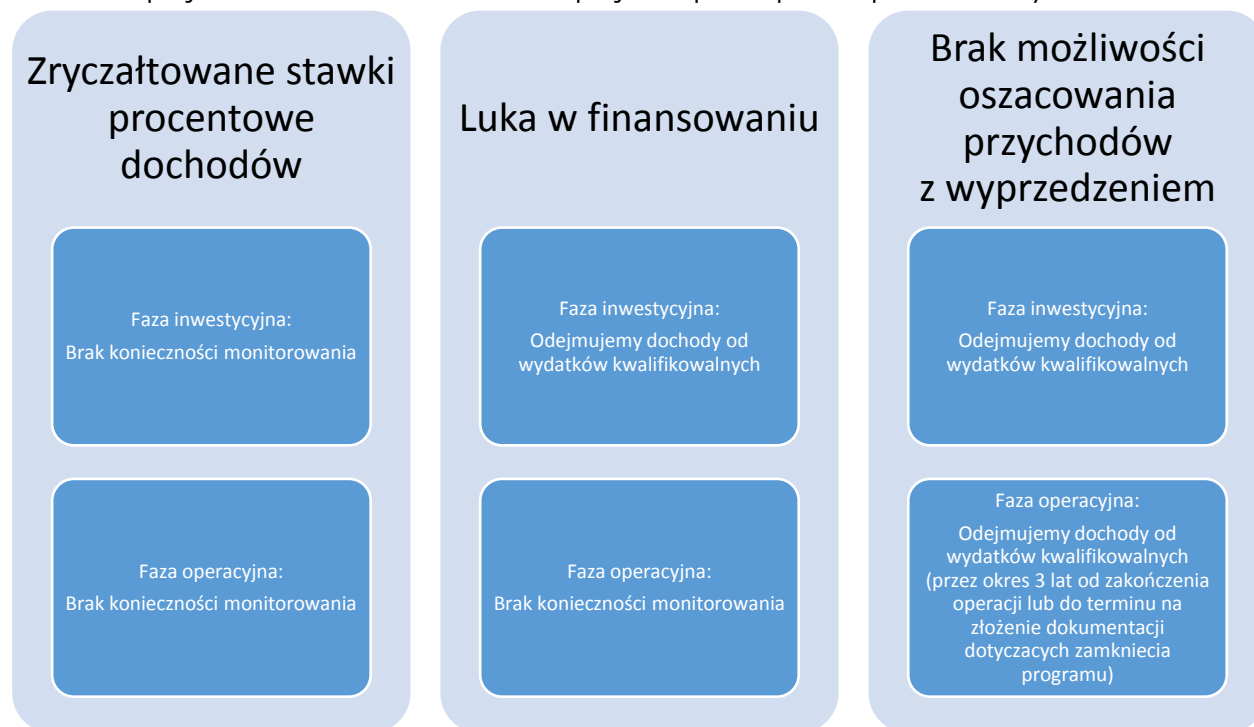 Zryczałtowane stawki
procentowe
dochodów
Faza inwestycyjna:
Brak konieczności monitorowania
Faza operacyjna:
Brak konieczności monitorowania
Luka w finansowaniu
Faza inwestycyjna:
Odejmujemy dochody od
wydatków kwalifikowalnych
Faza operacyjna:
Brak konieczności monitorowania
Brak możliwości
oszacowania
przychodów
z wyprzedzeniem
Faza inwestycyjna:
Odejmujemy dochody od
wydatków kwalifikowalnych
Faza operacyjna:
Odejmujemy dochody od
wydatków kwalifikowalnych
(przez okres 3 lat od zakończenia
operacji lub do terminu na
złożenie dokumentacji
dotyczacych zamkniecia
programu)